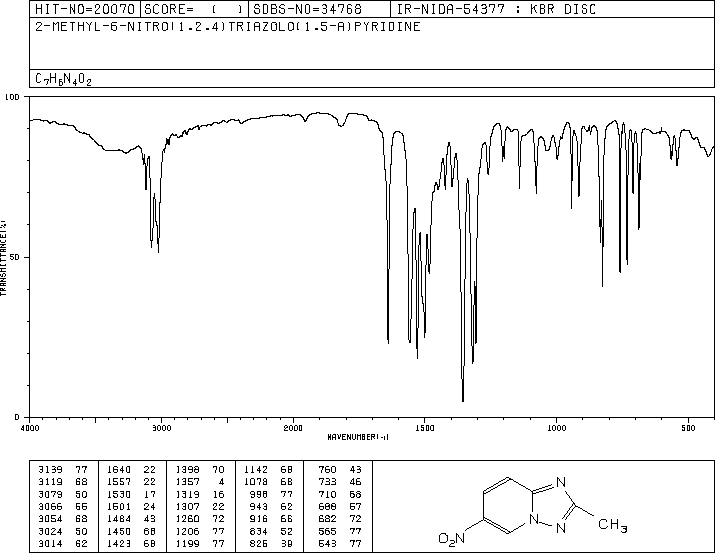 HIT-NO=20070 SCORE= ( ) SDBS-NO=34768 IR-NIDA-54377 : KBR DISC
2-METHYL-6-NITRO(1.2.4)TRIAZOLO(1.5-A)PYRIDINE
C7H6N4O2
100
TRANSMITTANCE(%)
50
0
4000 3000 2000 1500 1000 500
WAVENUMBER(-1)
3139 77 1640 22 1398 70 1142 68 760 43
3119 68 1557 22 1357 4 1078 68 733 46
3079 50 1530 17 1319 16 998 77 710 68
3066 66 1501 24 1307 22 943 62 688 57
3054 68 1484 43 1260 72 916 66 682 72
3024 50 1450 68 1206 77 834 52 565 77
3014 62 1423 68 1199 77 826 39 543 77
N
CH3
N
N
O2N